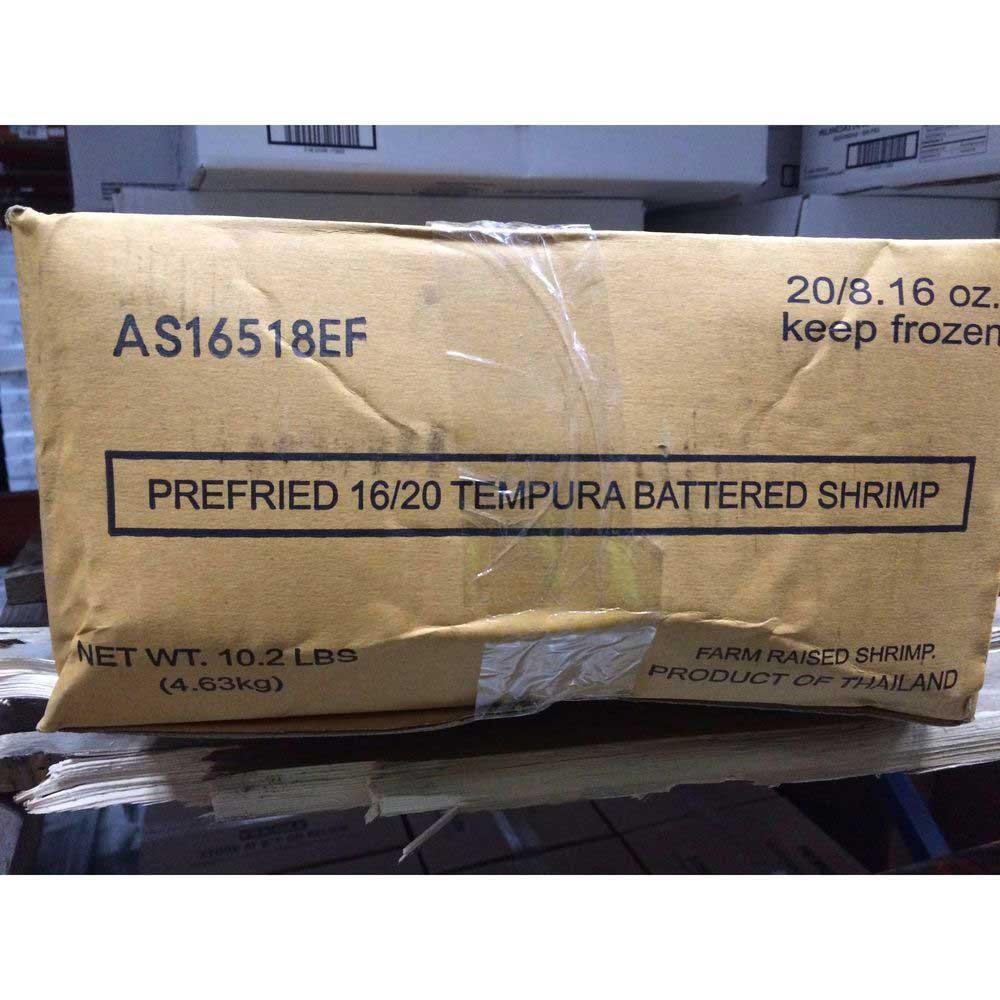 AS16518EF
20/8.16 oz.
keep frozen
PREFRIED 16/20 TEMPURA BATTERED SHRIMP
NET WT. 10.2 LBS
(4.63kg)
FARM RAISED SHRIMP.
PRODUCT OF THAILAND